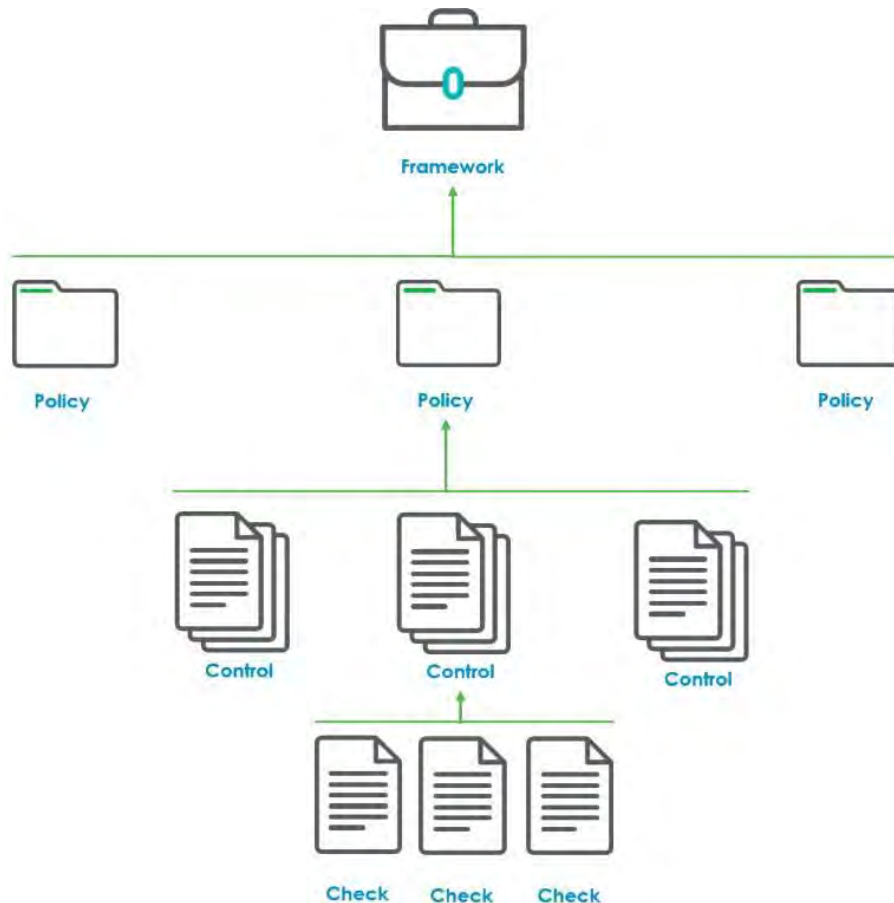 Framework
Policy
Policy
Policy
Control
Control
Control
Check
Check
Check